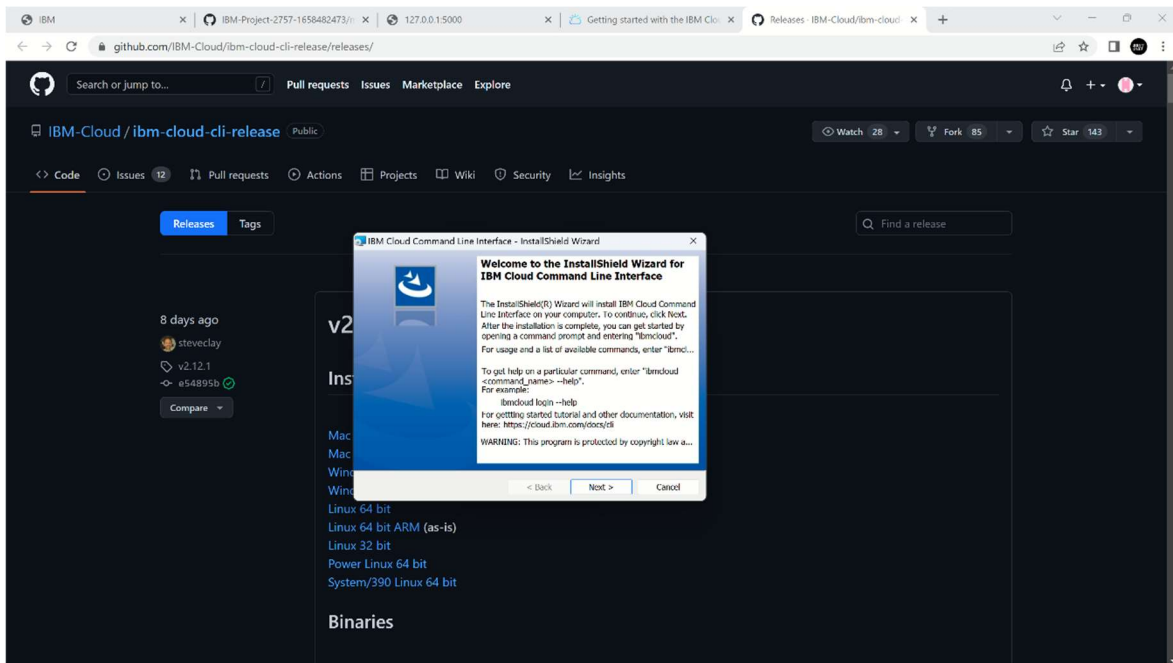 IBM
IBM-Project-2757-1658482473/n
127.0.0.1:5000
Getting started with the IBM Clou
Releases · IBM-Cloud/ibm-cloud-
github.com/IBM-Cloud/ibm-cloud-cli-release/releases/
Search or jump to...
/
Pull requests Issues Marketplace Explore
IBM-Cloud / ibm-cloud-cli-release Public
Watch 28
Fork 85
Star 143
Code
Issues 12
Pull requests
Actions
Projects
Wiki
Security
Insights
Releases
Tags
Find a release
8 days ago
steveclay
v2.12.1
e54895b
Compare
v2
Ins
Mac
Mac
Wind
Wind
Linux 64 bit
Linux 64 bit ARM (as-is)
Linux 32 bit
Power Linux 64 bit
System/390 Linux 64 bit
Binaries
IBM Cloud Command Line Interface - InstallShield Wizard
Welcome to the InstallShield Wizard for
IBM Cloud Command Line Interface
The InstallShield(R) Wizard will install IBM Cloud Command
Line Interface on your computer. To continue, click Next.
After the installation is complete, you can get started by
opening a command prompt and entering "ibmcloud".
For usage and a list of available commands, enter "ibmcl...
To get help on a particular command, enter "ibmcloud
<command_name> --help".
For example:
ibmcloud login --help
For gettting started tutorial and other documentation, visit
here: https://cloud.ibm.com/docs/cli
WARNING: This program is protected by copyright law a...
< Back
Next >
Cancel